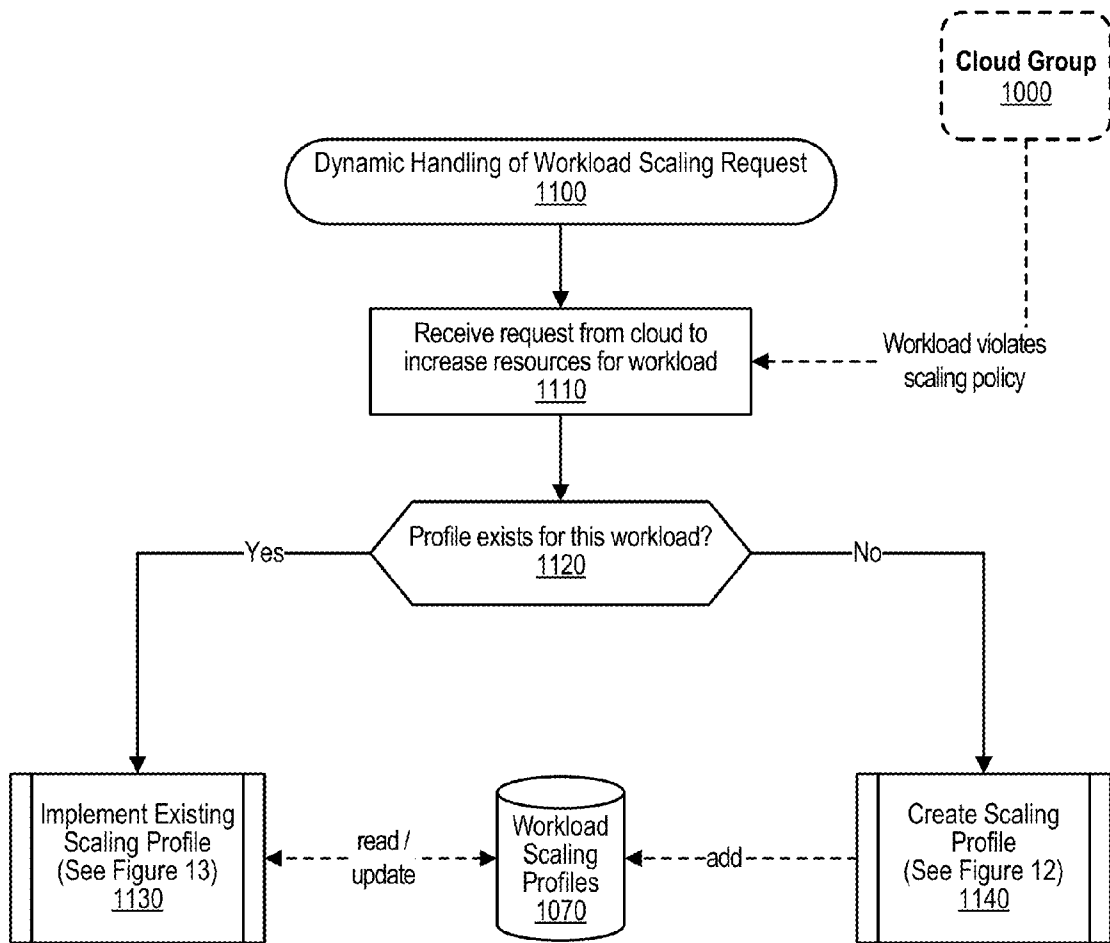 Cloud Group
1000
Dynamic Handling of Workload Scaling Request
1100
Receive request from cloud to
increase resources for workload
1110
Workload violates
scaling policy
Profile exists for this workload?
1120
Yes
No
Implement Existing
Scaling Profile
(See Figure 13)
1130
read /
update
Workload
Scaling
Profiles
1070
add
Create Scaling
Profile
(See Figure 12)
1140